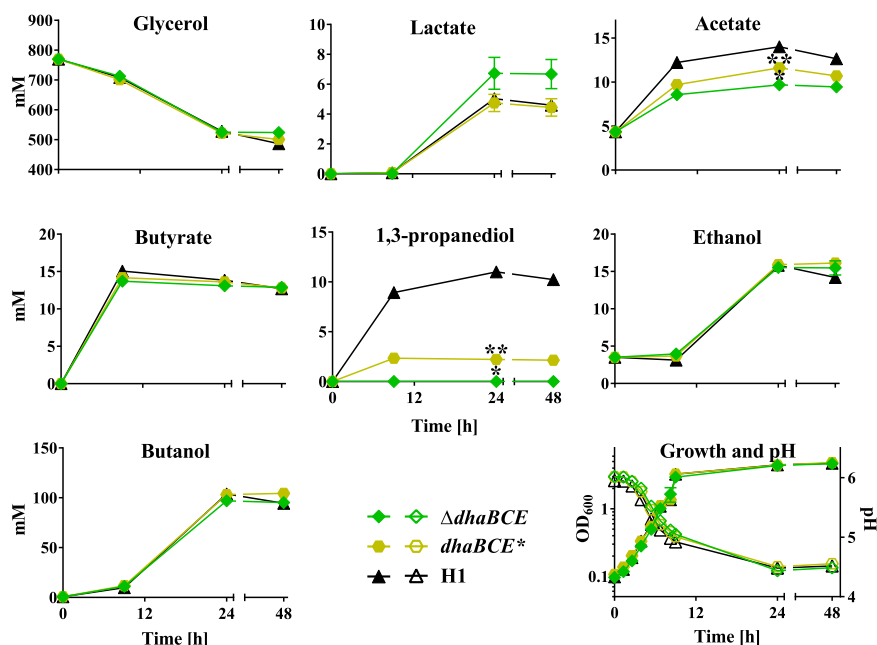 Glycerol
mM
900
800
700
600
500
400
Lactate
10
8
6
4
2
0
Acetate
15
10
5
0
**
*
Butyrate
mM
20
15
10
5
0
1,3-propanediol
15
10
5
0
**
*
0 12 24 48
Time [h]
Ethanol
20
15
10
5
0
Butanol
mM
150
100
50
0
0 12 24 48
Time [h]
ΔdhaBCE
dhaBCE*
H1
Growth and pH
OD600
1
0.1
6
5
4
pH
0 12 24 48
Time [h]